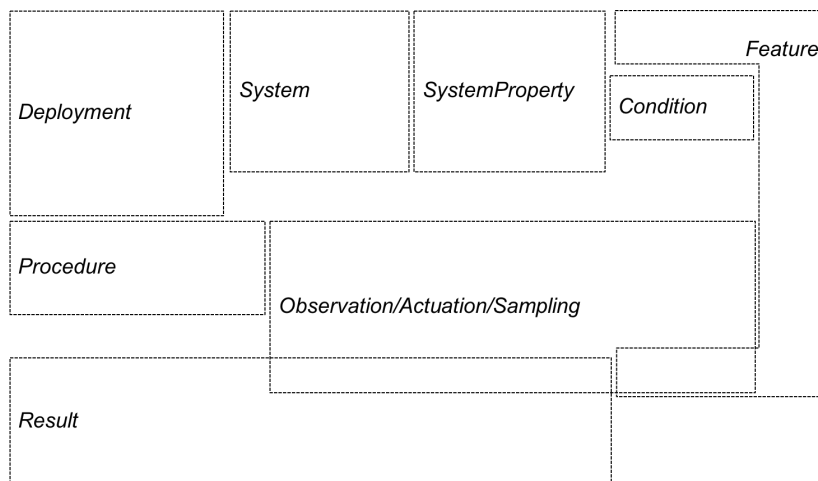 Feature
System
SystemProperty
Condition
Deployment
Procedure
Observation/Actuation/Sampling
Result